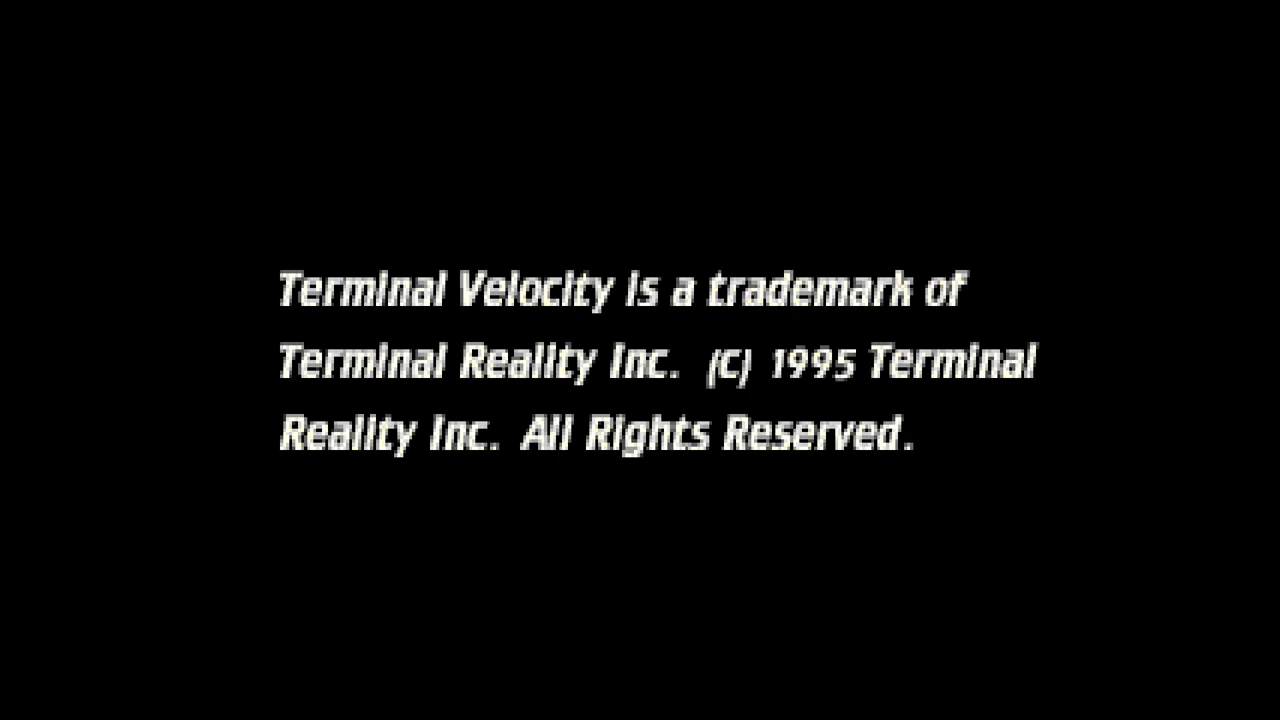 Terminal Velocity is a trademark of
Terminal Reality Inc. (C) 1995 Terminal
Reality Inc. All Rights Reserved.